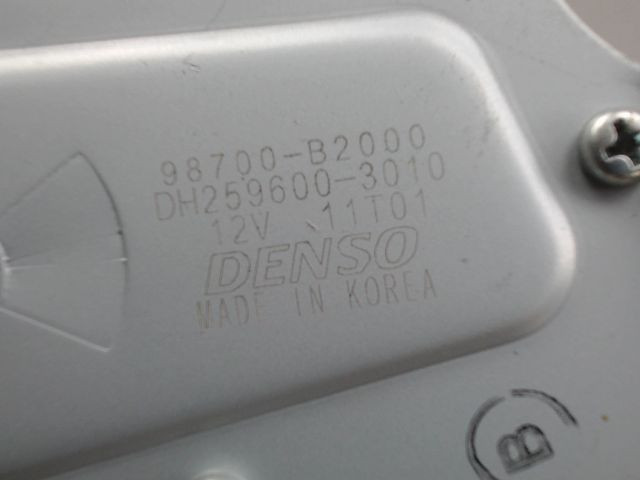 98700-B2000
DH259600-3010
12V 11T01
DENSO
MADE IN KOREA
B